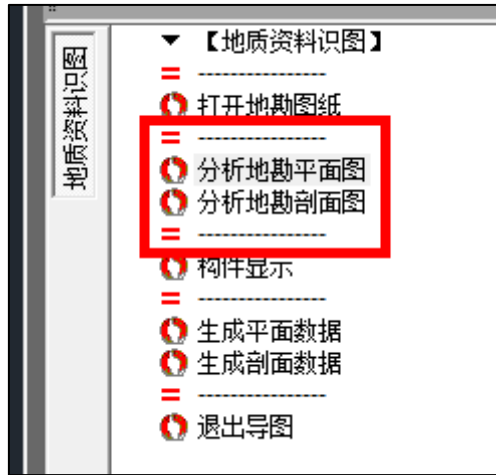 地质资料识图
▼ 【地质资料识图】
= ----------------
打开地勘图纸
= ----------------
分析地勘平面图
分析地勘剖面图
= ----------------
构件显示
= ----------------
生成平面数据
生成剖面数据
= ----------------
退出导图